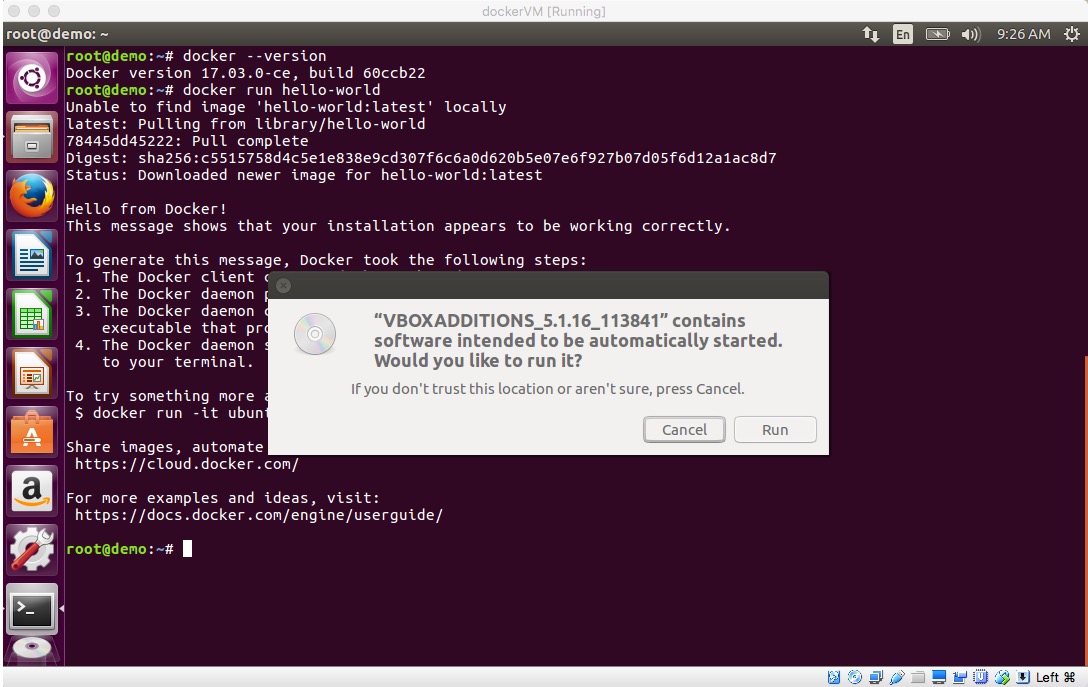 dockerVM [Running]
root@demo: ~
En
9:26 AM
root@demo:~# docker --version
Docker version 17.03.0-ce, build 60ccb22
root@demo:~# docker run hello-world
Unable to find image 'hello-world:latest' locally
latest: Pulling from library/hello-world
78445dd45222: Pull complete
Digest: sha256:c5515758d4c5e1e838e9cd307f6c6a0d620b5e07e6f927b07d05f6d12a1ac8d7
Status: Downloaded newer image for hello-world:latest
Hello from Docker!
This message shows that your installation appears to be working correctly.
To generate this message, Docker took the following steps:
1. The Docker client
2. The Docker daemon
3. The Docker daemon
executable that pro
4. The Docker daemon
to your terminal.
To try something more
$ docker run -it ubun
Share images, automate
https://cloud.docker.com/
For more examples and ideas, visit:
https://docs.docker.com/engine/userguide/
root@demo:~#
“VBOXADDITIONS_5.1.16_113841” contains
software intended to be automatically started.
Would you like to run it?
If you don't trust this location or aren't sure, press Cancel.
Cancel
Run
a
>_
Left ⌘